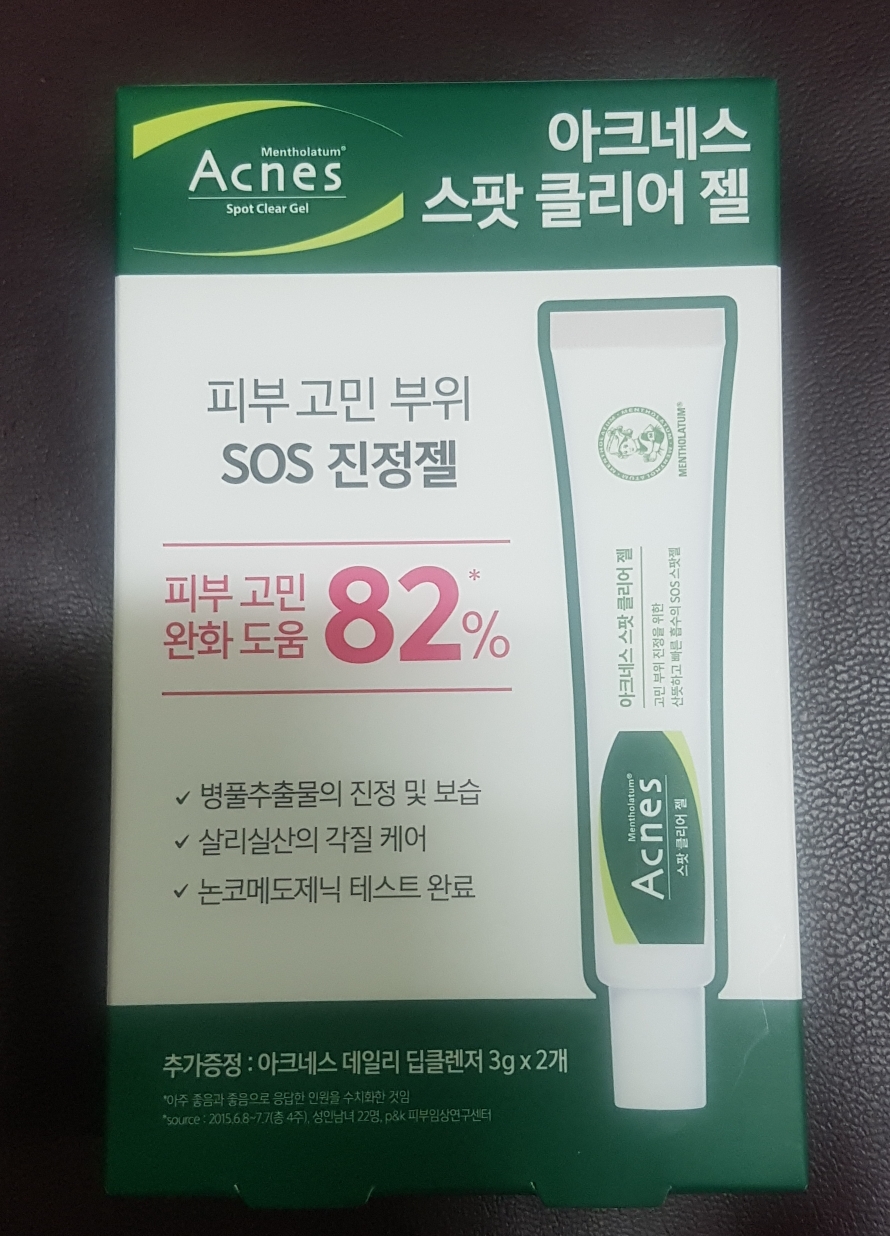 Mentholatum®
Acnes
Spot Clear Gel
아크네스
스팟 클리어 젤
피부 고민 부위
SOS 진정젤
피부 고민
완화 도움 82%*
병풀추출물의 진정 및 보습
살리실산의 각질 케어
논코메도제닉 테스트 완료
MENTHOLATUM®
아크네스 스팟 클리어 젤
고민 부위 진정을 위한
산뜻하고 빠른 흡수의 SOS 스팟젤
Mentholatum®
Acnes
스팟 클리어 젤
추가증정 : 아크네스 데일리 딥클렌저 3g x 2개
*아주 좋음과 좋음으로 응답한 인원을 수치화한 것임
*source : 2015.6.8~7.7(총 4주), 성인남녀 22명, p&k 피부임상연구센터